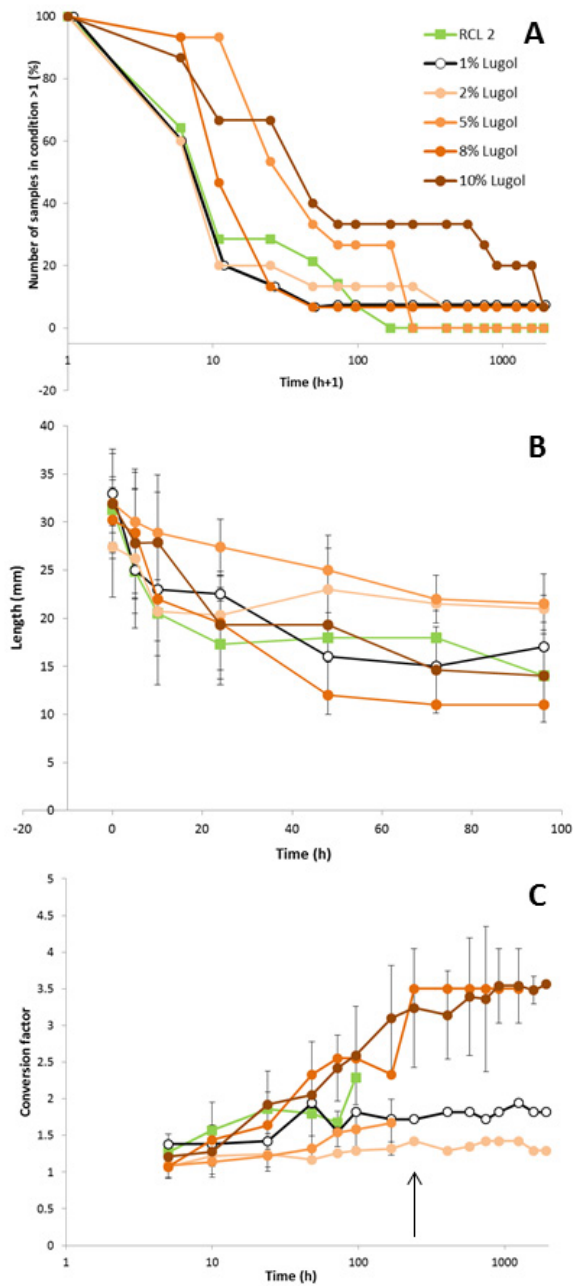 A
Number of samples in condition >1 (%)
100
80
60
40
20
0
-20
1
10
100
1000
Time (h+1)
RCL 2
1% Lugol
2% Lugol
5% Lugol
8% Lugol
10% Lugol
B
Length (mm)
40
35
30
25
20
15
10
5
0
-20
0
20
40
60
80
100
Time (h)
C
Conversion factor
5
4.5
4
3.5
3
2.5
2
1.5
1
0.5
0
1
10
100
1000
Time (h)